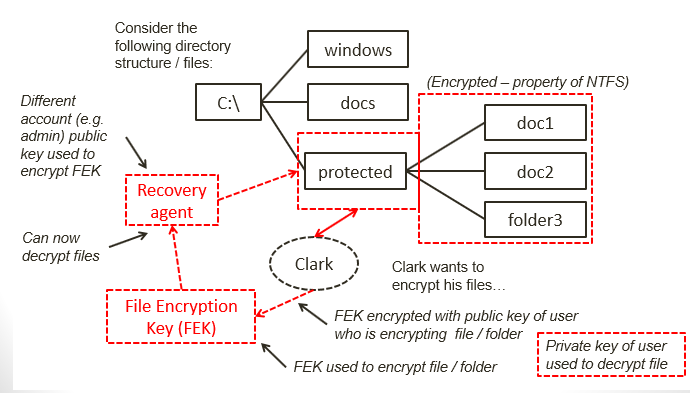 Consider the
following directory
structure / files:
windows
(Encrypted – property of NTFS)
C:\
docs
doc1
Different
account (e.g.
admin) public
key used to
encrypt FEK
protected
doc2
Recovery
agent
folder3
Can now
decrypt files
Clark
Clark wants to
encrypt his files…
File Encryption
Key (FEK)
FEK encrypted with public key of user
who is encrypting file / folder
FEK used to encrypt file / folder
Private key of user
used to decrypt file